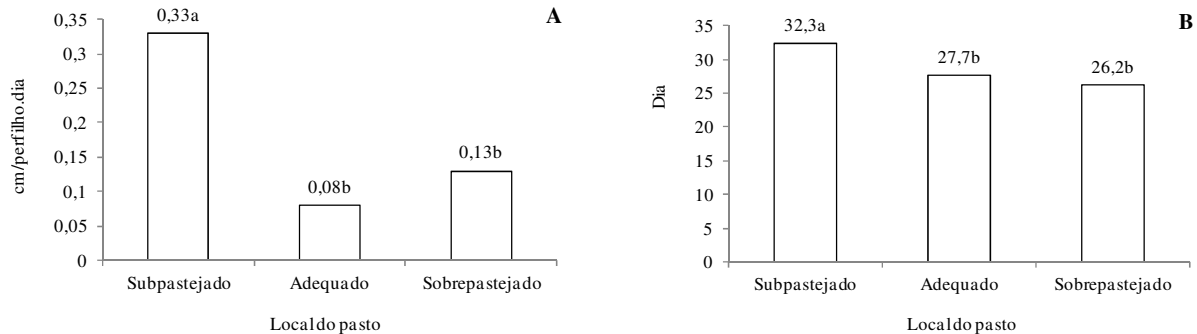 A
cm/perfilho.dia
0,35
0,3
0,25
0,2
0,15
0,1
0,05
0
0,33a
0,08b
0,13b
Subpastejado
Adequado
Sobrepastejado
Local do pasto
B
Dia
35
30
25
20
15
10
5
0
32,3a
27,7b
26,2b
Subpastejado
Adequado
Sobrepastejado
Local do pasto